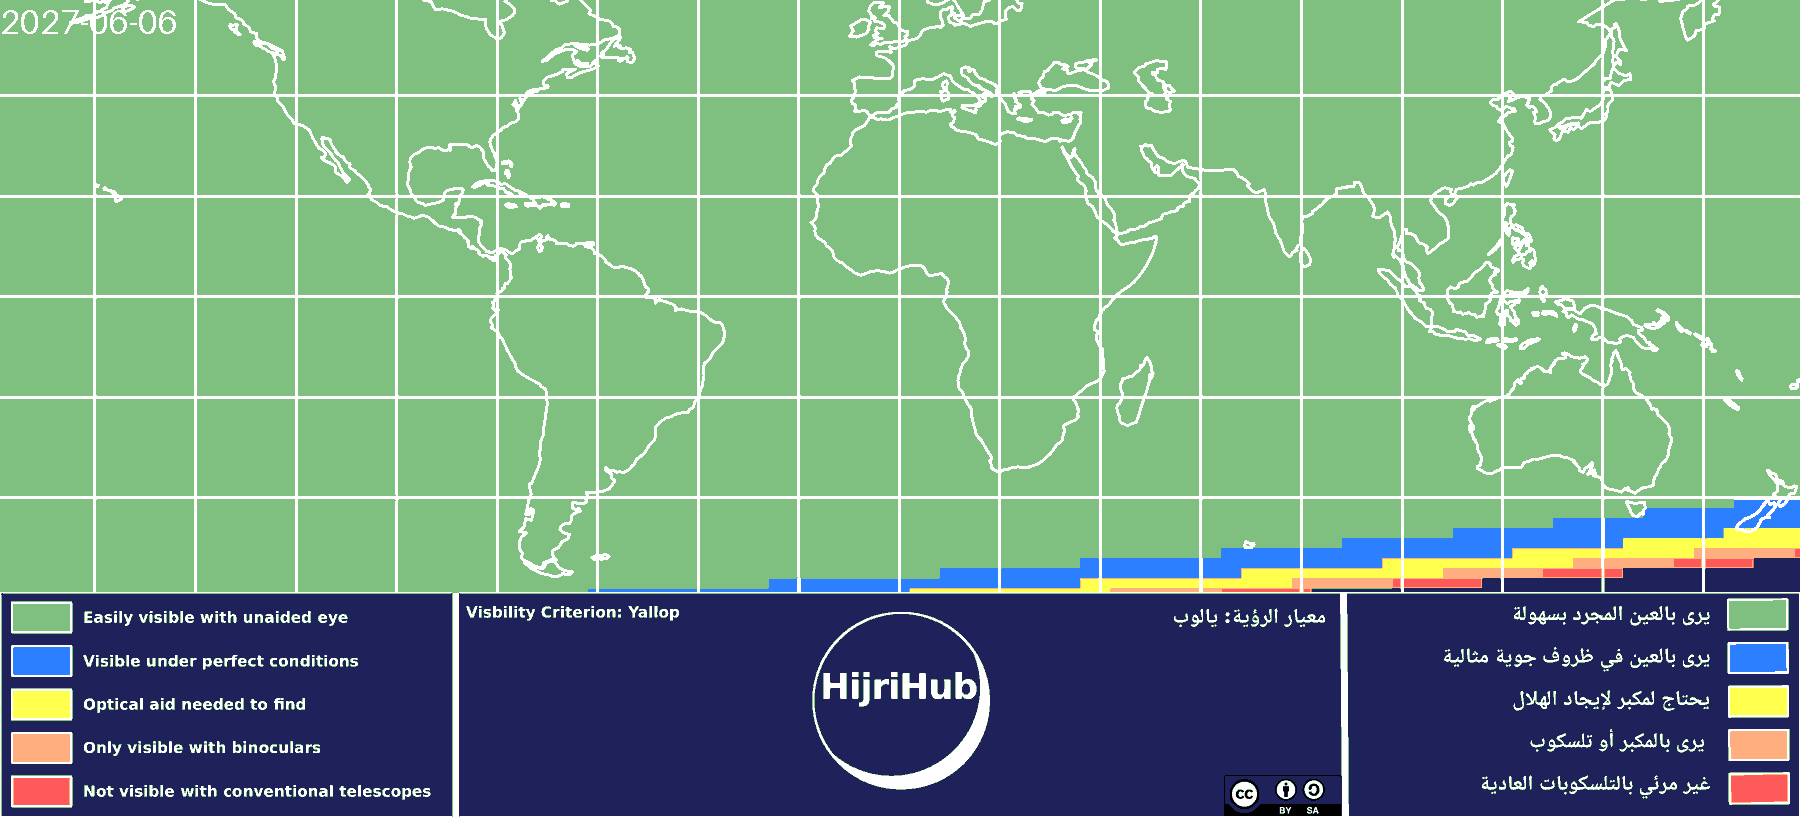 2027-06-06
Easily visible with unaided eye
Visible under perfect conditions
Optical aid needed to find
Only visible with binoculars
Not visible with conventional telescopes
Visbility Criterion: Yallop
معيار الرؤية: يالوب
HijriHub
cc
BY SA
يرى بالعين المجرد بسهولة
يرى بالعين في ظروف جوية مثالية
يحتاج لمكبر لإيجاد الهلال
يرى بالمكبر أو تلسكوب
غير مرئي بالتلسكوبات العادية